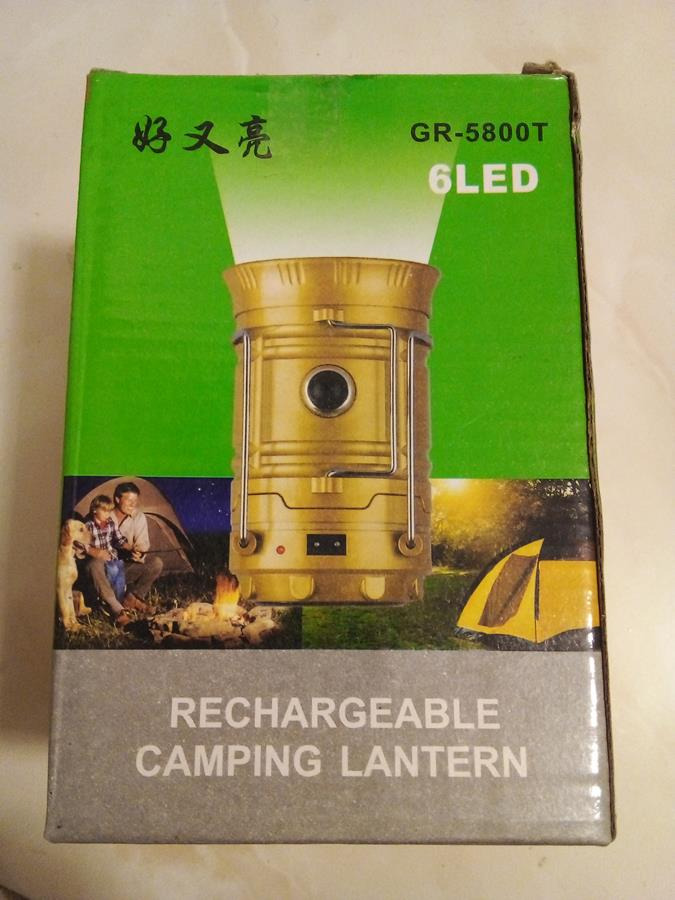 好又亮
GR-5800T
6LED
RECHARGEABLE
CAMPING LANTERN